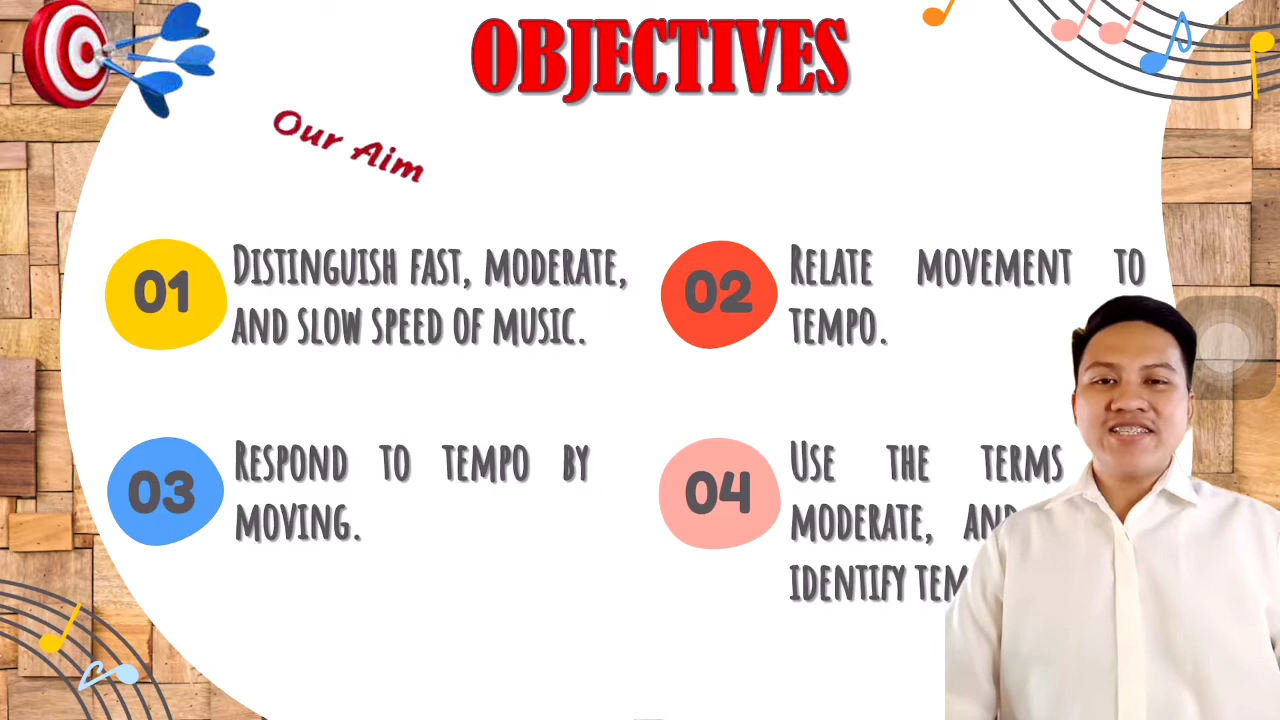 OBJECTIVES
Our Aim
01
Distinguish fast, moderate,
and slow speed of music.
02
Relate movement to
tempo.
03
Respond to tempo by
moving.
04
Use the terms
moderate,
identify